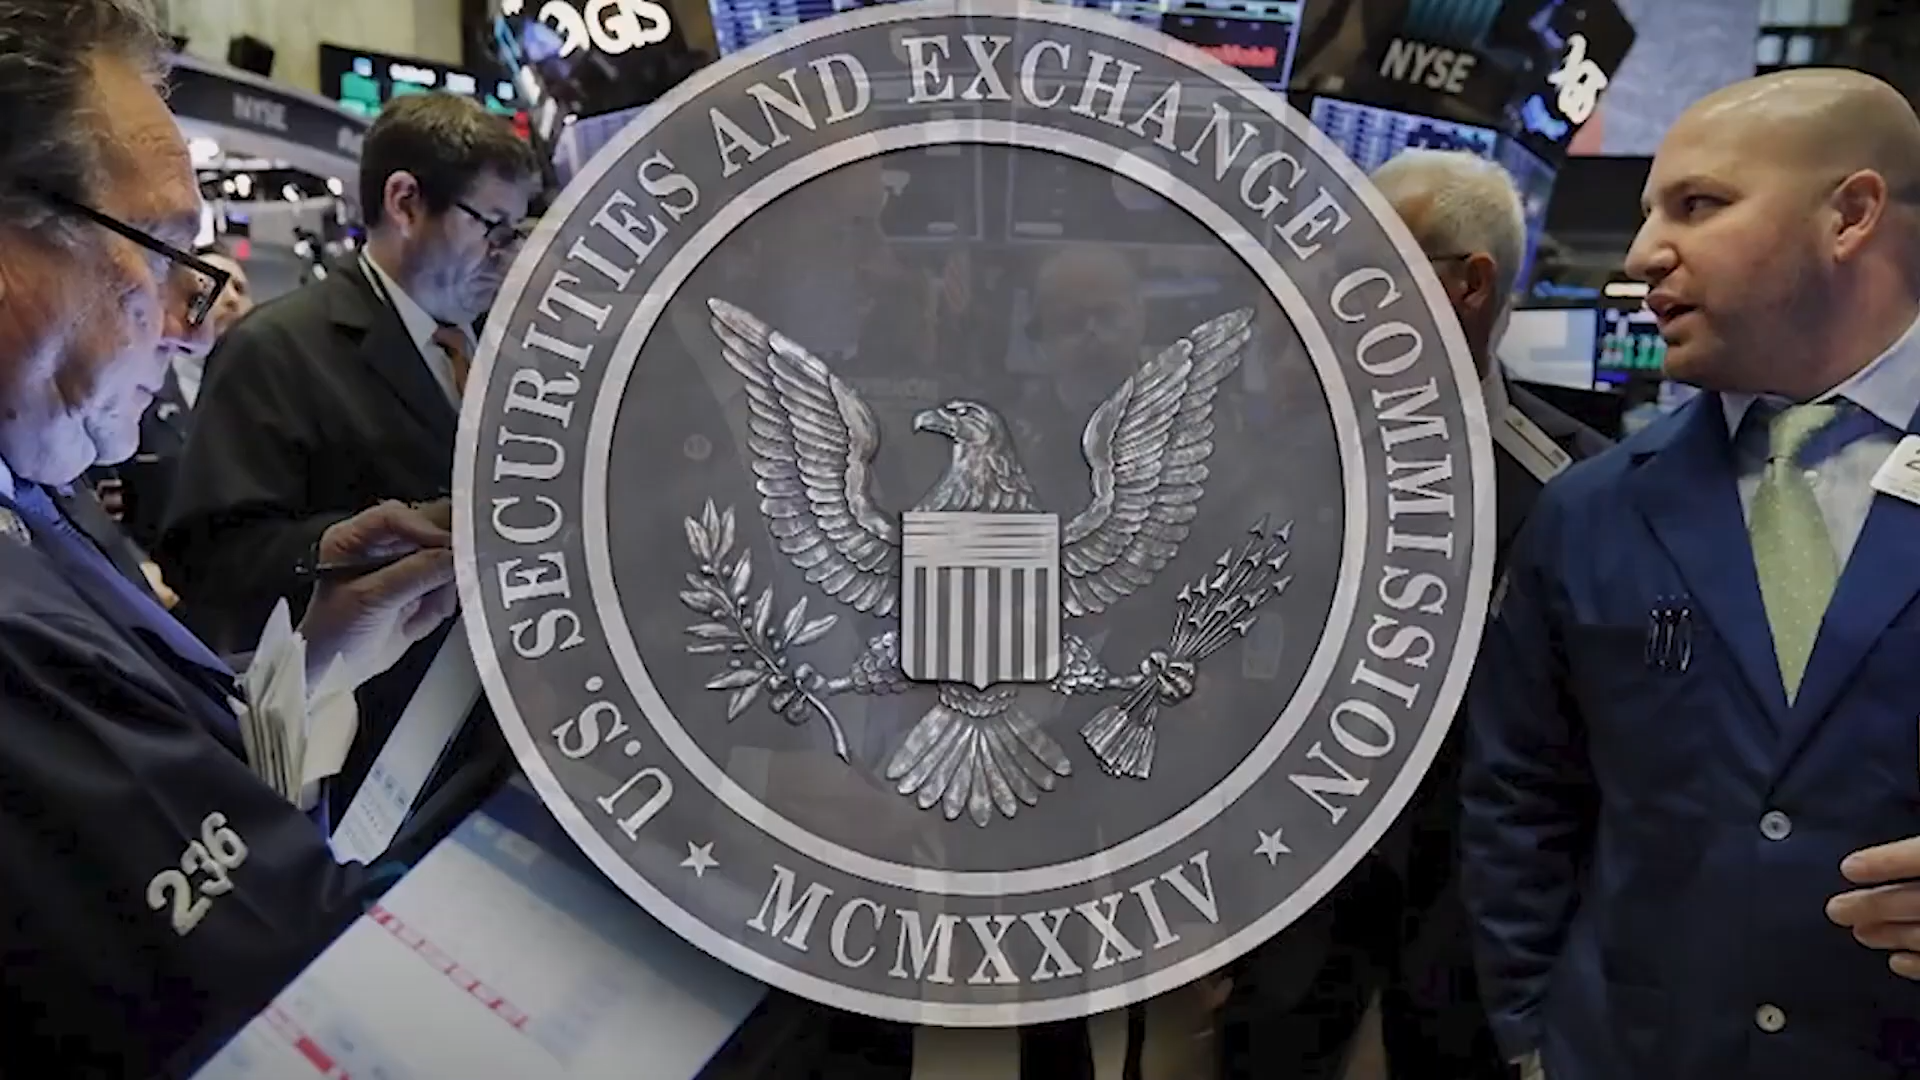 NYSE
NYSE
U.S. SECURITIES AND EXCHANGE COMMISSION
MCMXXXIV
236